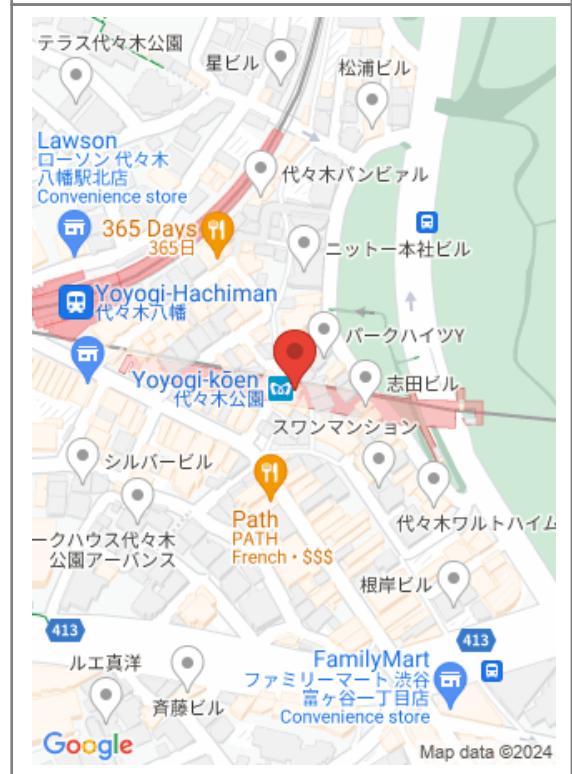 テラス代々木公園
星ビル
松浦ビル
Lawson
ローソン 代々木
八幡駅北店
Convenience store
代々木パンビアル
365 Days
365日
ニットー本社ビル
Yoyogi-Hachiman
代々木八幡
パークハイツY
Yoyogi-kōen
代々木公園
志田ビル
スワンマンション
シルバービル
Path
PATH
French • $$$
代々木ワルトハイム
ークハウス代々木
公園アーバンス
根岸ビル
413
413
ルエ真洋
FamilyMart
ファミリーマート 渋谷
富ヶ谷一丁目店
Convenience store
斉藤ビル
Google
Map data ©2024